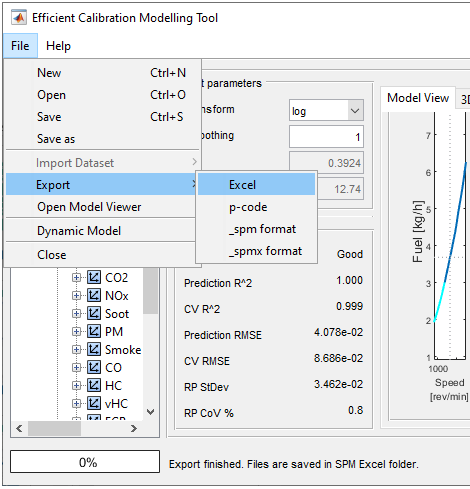 Efficient Calibration Modelling Tool
File Help
New Ctrl+N
Open Ctrl+O
Save Ctrl+S
Save as
Import Dataset
Export
Open Model Viewer
Dynamic Model
Close
Excel
p-code
_spm format
_spmx format
parameters
log
1
0.3924
12.74
Good
Prediction R^2 1.000
CV R^2 0.999
Prediction RMSE 4.078e-02
CV RMSE 8.686e-02
RP StDev 3.462e-02
RP CoV % 0.8
CO2
NOx
Soot
PM
Smoke
CO
HC
vHC
Model View 3D
Fuel [kg/h]
7
6
5
4
3
2
1
1000
Speed
[rev/min]
0%
Export finished. Files are saved in SPM Excel folder.